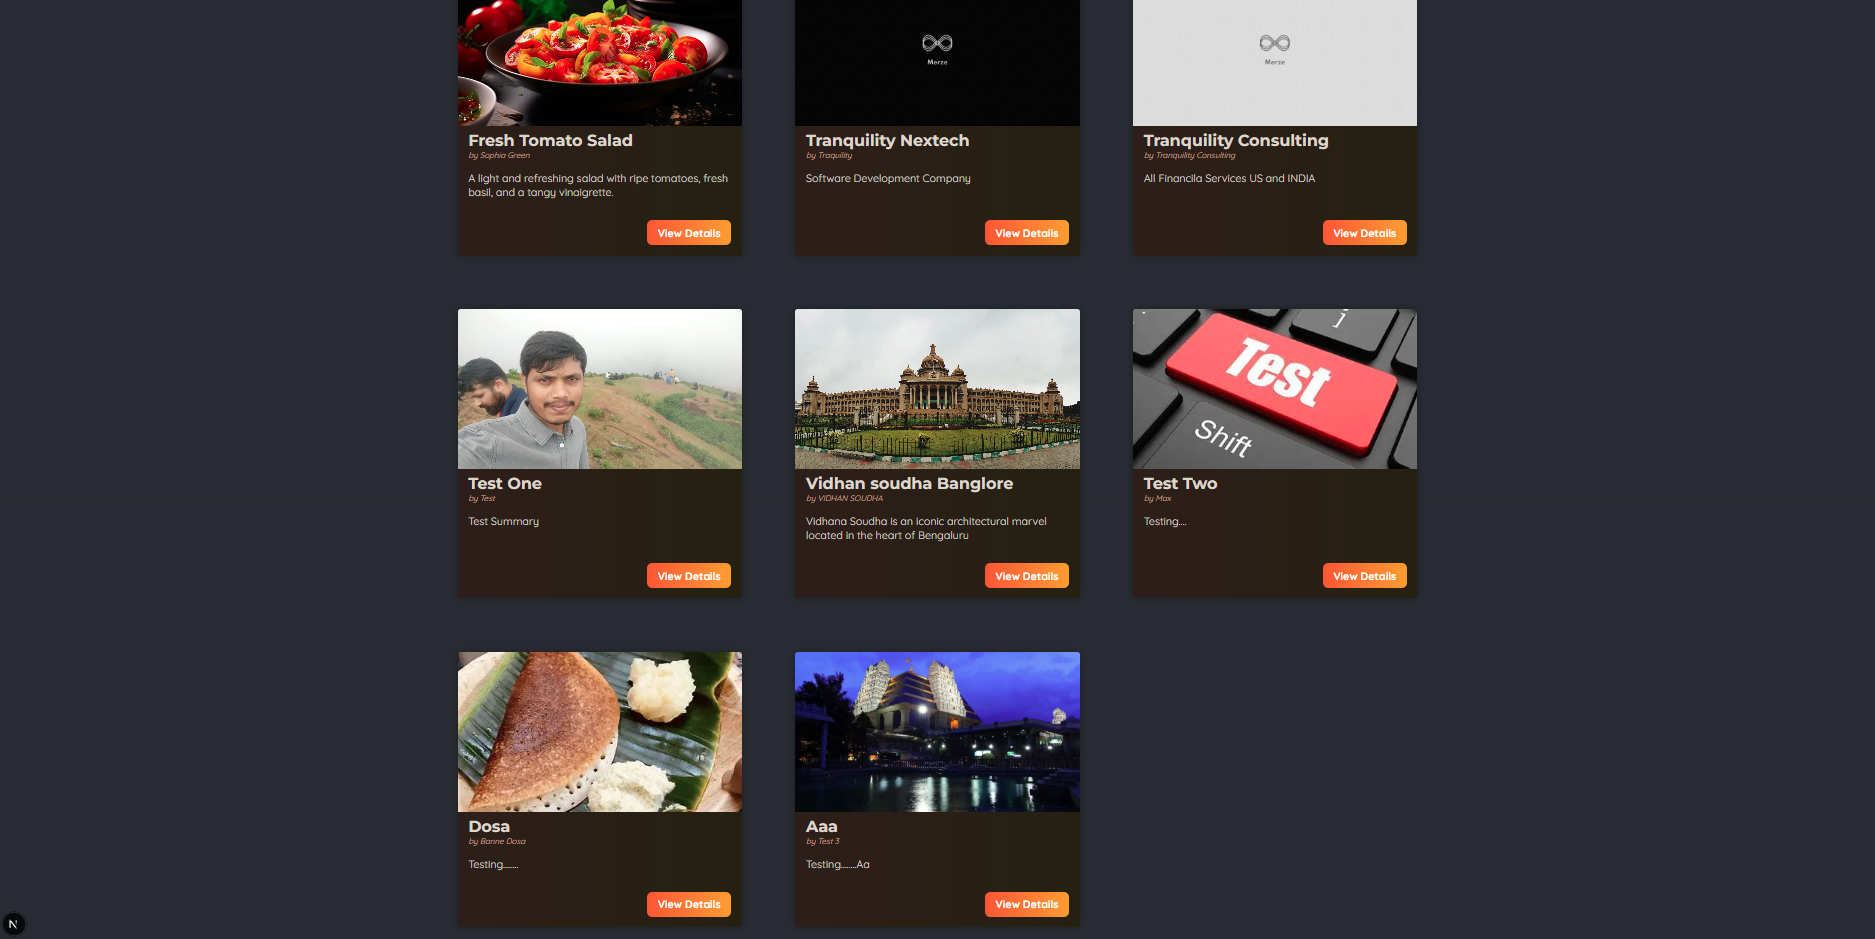 Merze
Merze
Fresh Tomato Salad
by Sophia Green
A light and refreshing salad with ripe tomatoes, fresh
basil, and a tangy vinaigrette.
View Details
Tranquility Nextech
by Traquility
Software Development Company
View Details
Tranquility Consulting
by Tranquility Consulting
All Financila Services US and INDIA
View Details
Test One
by Test
Test Summary
View Details
Vidhan soudha Banglore
by VIDHAN SOUDHA
Vidhana Soudha is an iconic architectural marvel
located in the heart of Bengaluru
View Details
Test
Shift
Test Two
by Max
Testing....
View Details
Dosa
by Banne Dosa
Testing........
View Details
Aaa
by Test 3
Testing........Aa
View Details
N